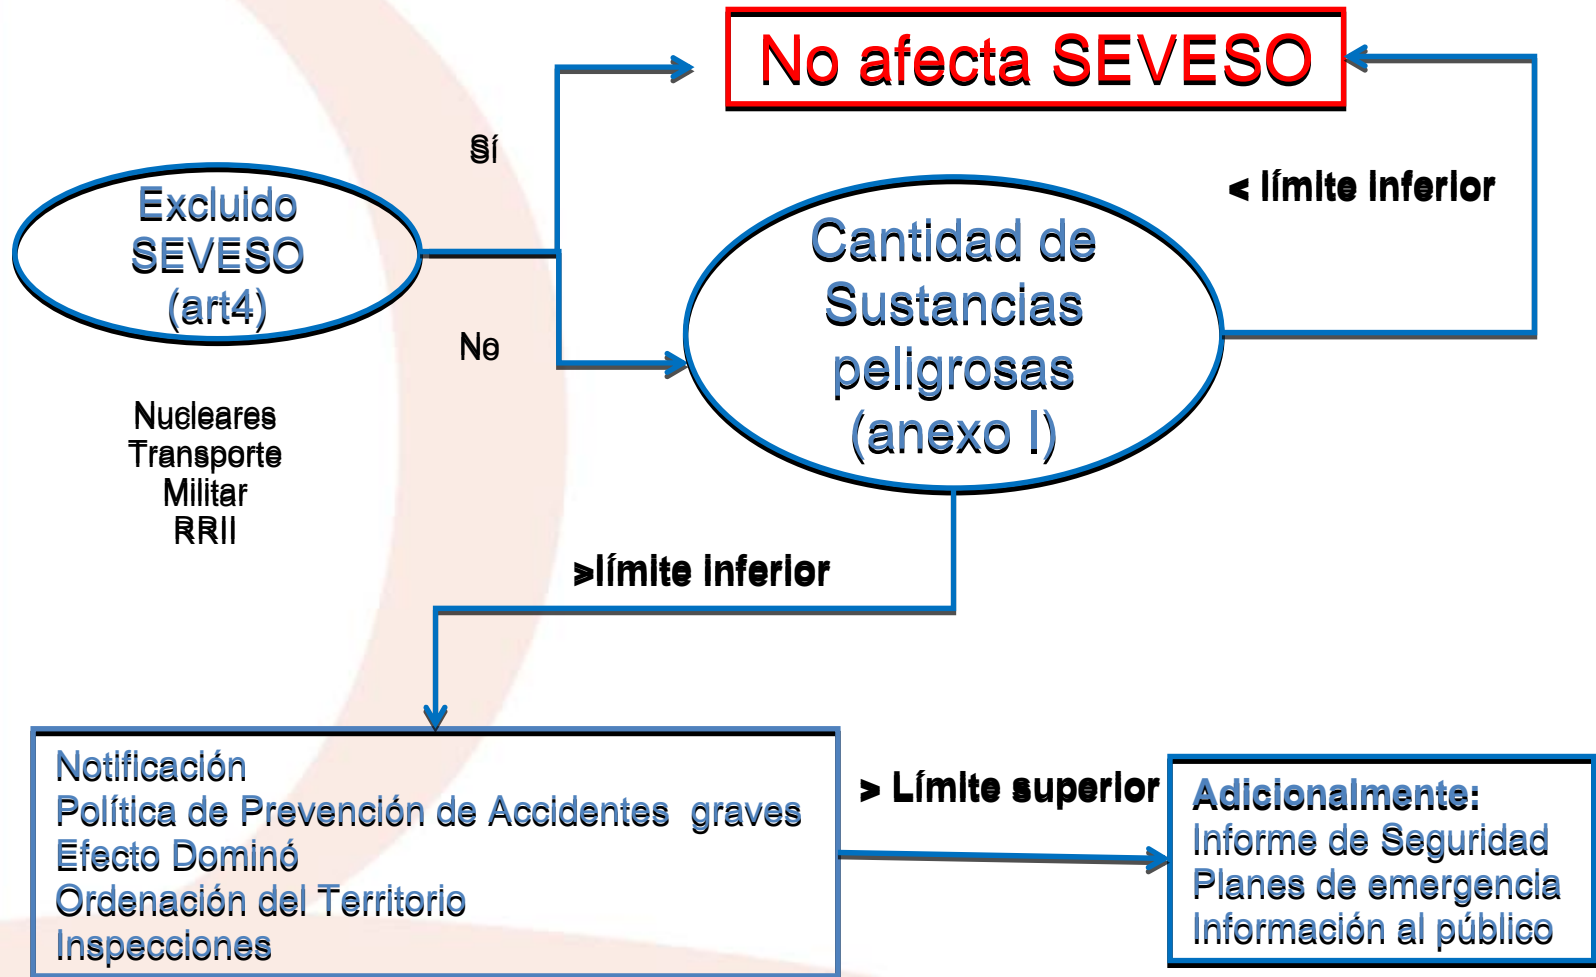 No afecta SEVESO
Sí
Excluido
SEVESO
(art4)
< límite inferior
Cantidad de
Sustancias
peligrosas
(anexo I)
No
Nucleares
Transporte
Militar
RRII
>límite inferior
Notificación
Política de Prevención de Accidentes graves
Efecto Dominó
Ordenación del Territorio
Inspecciones
> Límite superior
Adicionalmente:
Informe de Seguridad
Planes de emergencia
Información al público